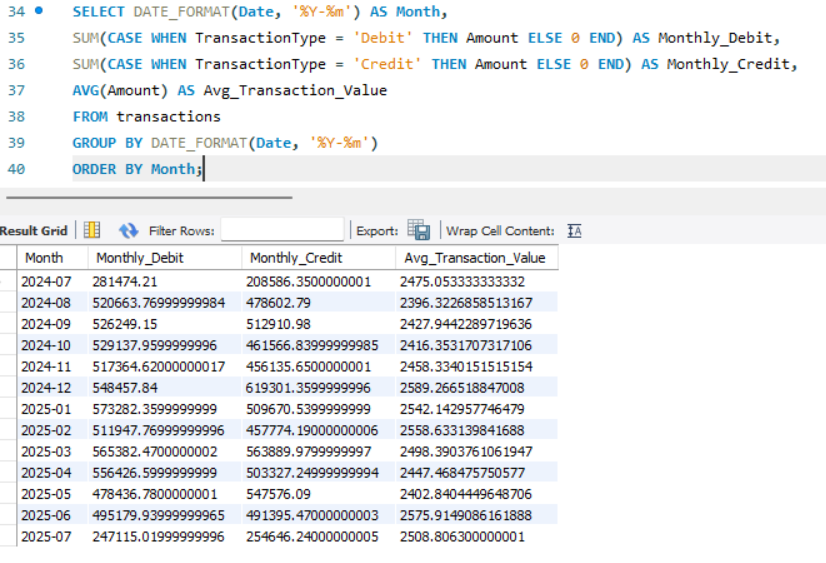 34 SELECT DATE_FORMAT(Date, '%Y-%m') AS Month,
35 SUM(CASE WHEN TransactionType = 'Debit' THEN Amount ELSE 0 END) AS Monthly_Debit,
36 SUM(CASE WHEN TransactionType = 'Credit' THEN Amount ELSE 0 END) AS Monthly_Credit,
37 AVG(Amount) AS Avg_Transaction_Value
38 FROM transactions
39 GROUP BY DATE_FORMAT(Date, '%Y-%m')
40 ORDER BY Month;
Result Grid Filter Rows: Export: Wrap Cell Content: IA
Month Monthly_Debit Monthly_Credit Avg_Transaction_Value
2024-07 281474.21 208586.3500000001 2475.053333333332
2024-08 520663.76999999984 478602.79 2396.3226858513167
2024-09 526249.15 512910.98 2427.9442289719636
2024-10 529137.9599999996 461566.83999999985 2416.3531707317106
2024-11 517364.62000000017 456135.6500000001 2458.3340151515154
2024-12 548457.84 619301.3599999996 2589.266518847008
2025-01 573282.3599999999 509670.5399999999 2542.142957746479
2025-02 511947.76999999996 457774.19000000006 2558.633139841688
2025-03 565382.4700000002 563889.9799999997 2498.3903761061947
2025-04 556426.5999999999 503327.24999999994 2447.468475750577
2025-05 478436.7800000001 547576.09 2402.8404449648706
2025-06 495179.93999999965 491395.47000000003 2575.9149086161888
2025-07 247115.01999999996 254646.24000000005 2508.806300000001